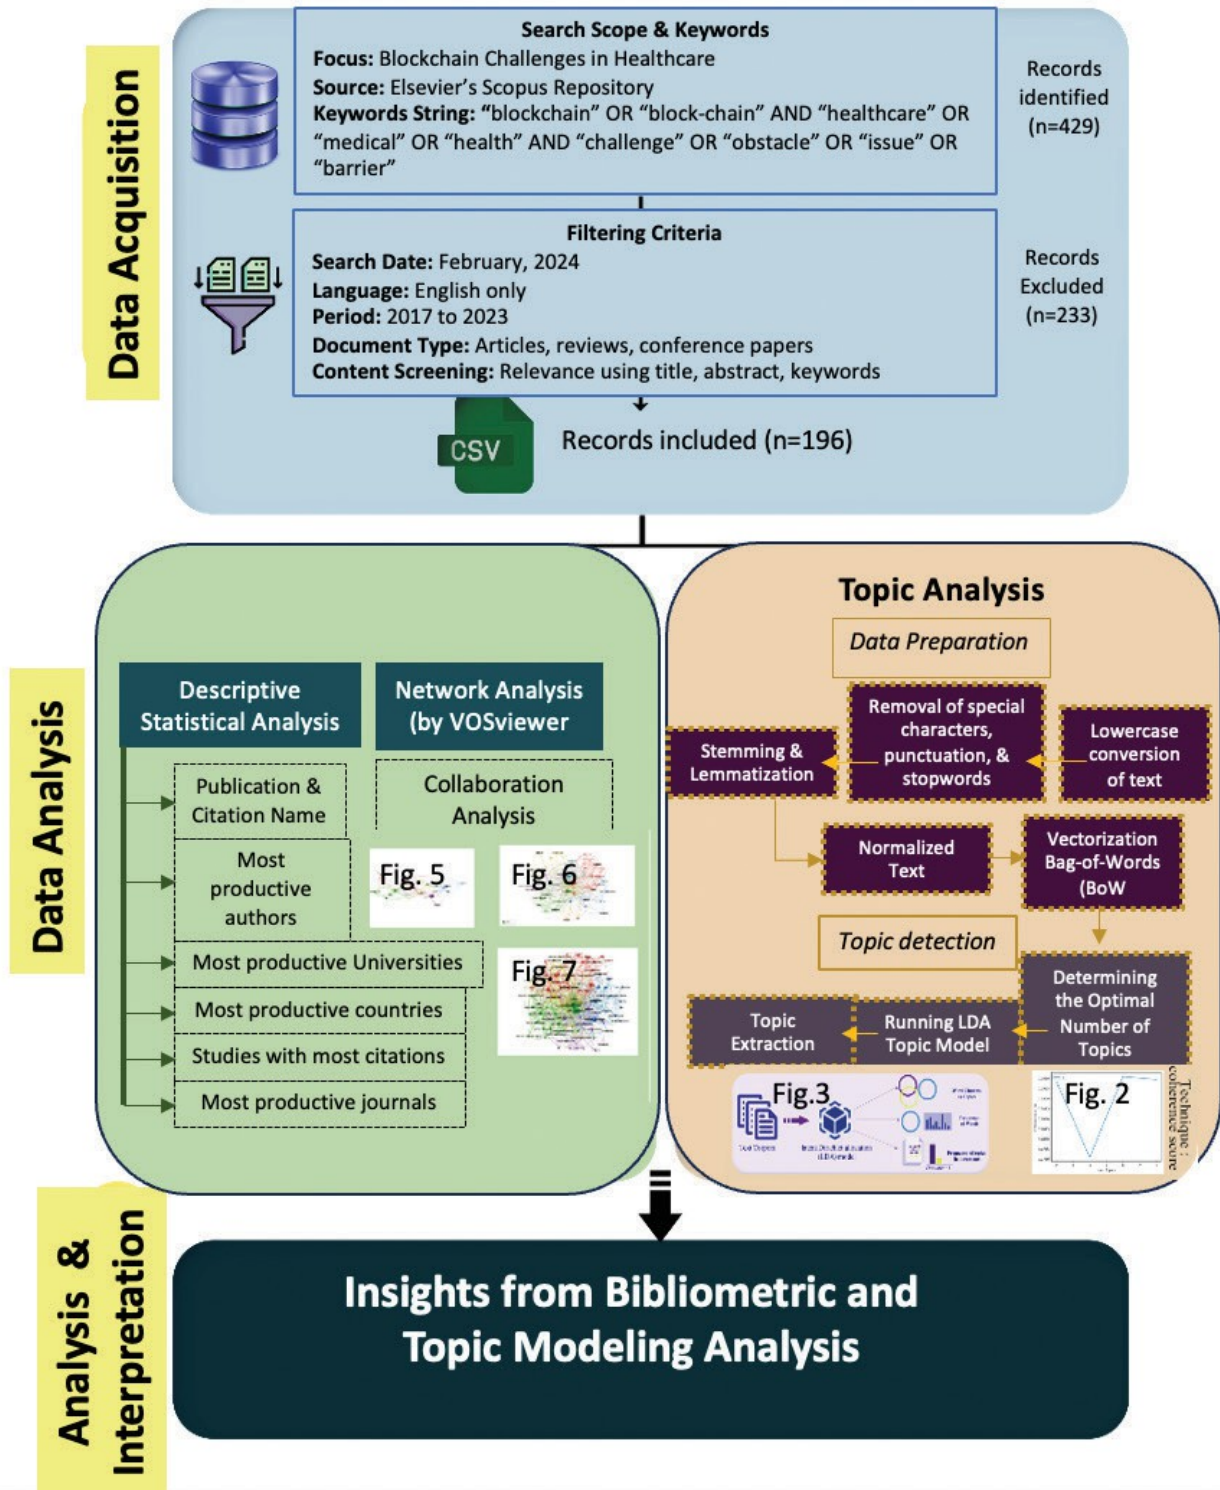 Data Acquisition
Search Scope & Keywords
Focus: Blockchain Challenges in Healthcare
Source: Elsevier’s Scopus Repository
Keywords String: “blockchain” OR “block-chain” AND “healthcare” OR
“medical” OR “health” AND “challenge” OR “obstacle” OR “issue” OR
“barrier”
Records
identified
(n=429)
Filtering Criteria
Search Date: February, 2024
Language: English only
Period: 2017 to 2023
Document Type: Articles, reviews, conference papers
Content Screening: Relevance using title, abstract, keywords
Records
Excluded
(n=233)
CSV
Records included (n=196)
Data Analysis
Descriptive
Statistical Analysis
Publication &
Citation Name
Most
productive
authors
Most productive Universities
Most productive countries
Studies with most citations
Most productive journals
Network Analysis
(by VOSviewer
Collaboration
Analysis
Fig. 5
Fig. 6
Fig. 7
Topic Analysis
Data Preparation
Lowercase
conversion
of text
Removal of special
characters,
punctuation, &
stopwords
Stemming &
Lemmatization
Normalized
Text
Vectorization
Bag-of-Words
(BoW
Topic detection
Determining
the Optimal
Number of
Topics
Running LDA
Topic Model
Topic
Extraction
Fig.3
Fig. 2
Technique :
coherence score
Analysis &
Interpretation
Insights from Bibliometric and
Topic Modeling Analysis